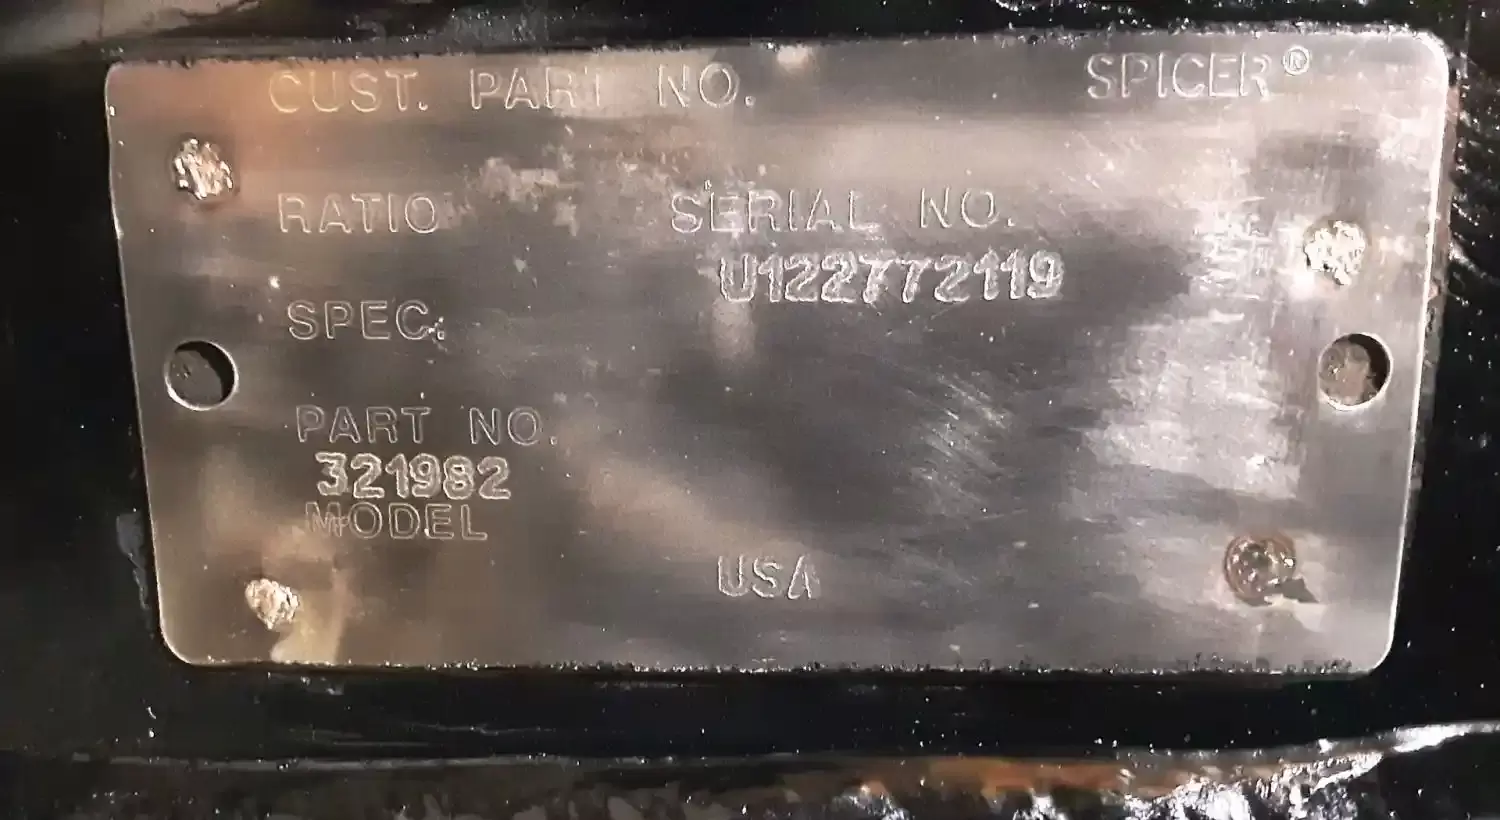 CUST. PART NO. SPICER®
RATIO SERIAL NO.
U122772119
SPEC.
PART NO.
321982
MODEL
USA